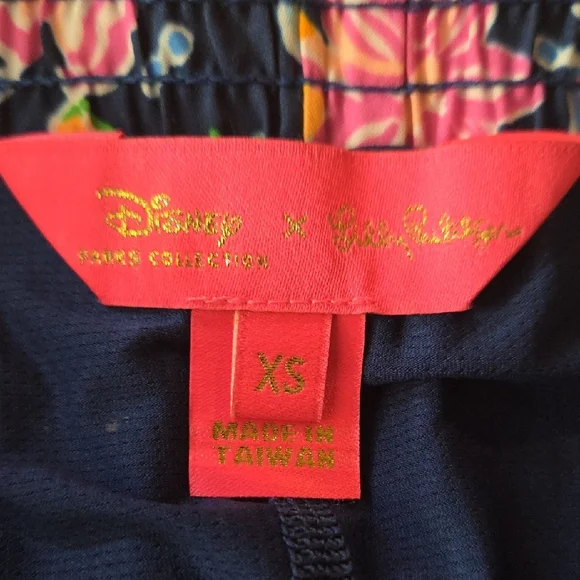 Disney x Lilly Pulitzer
PARKS COLLECTION
XS
MADE IN
TAIWAN